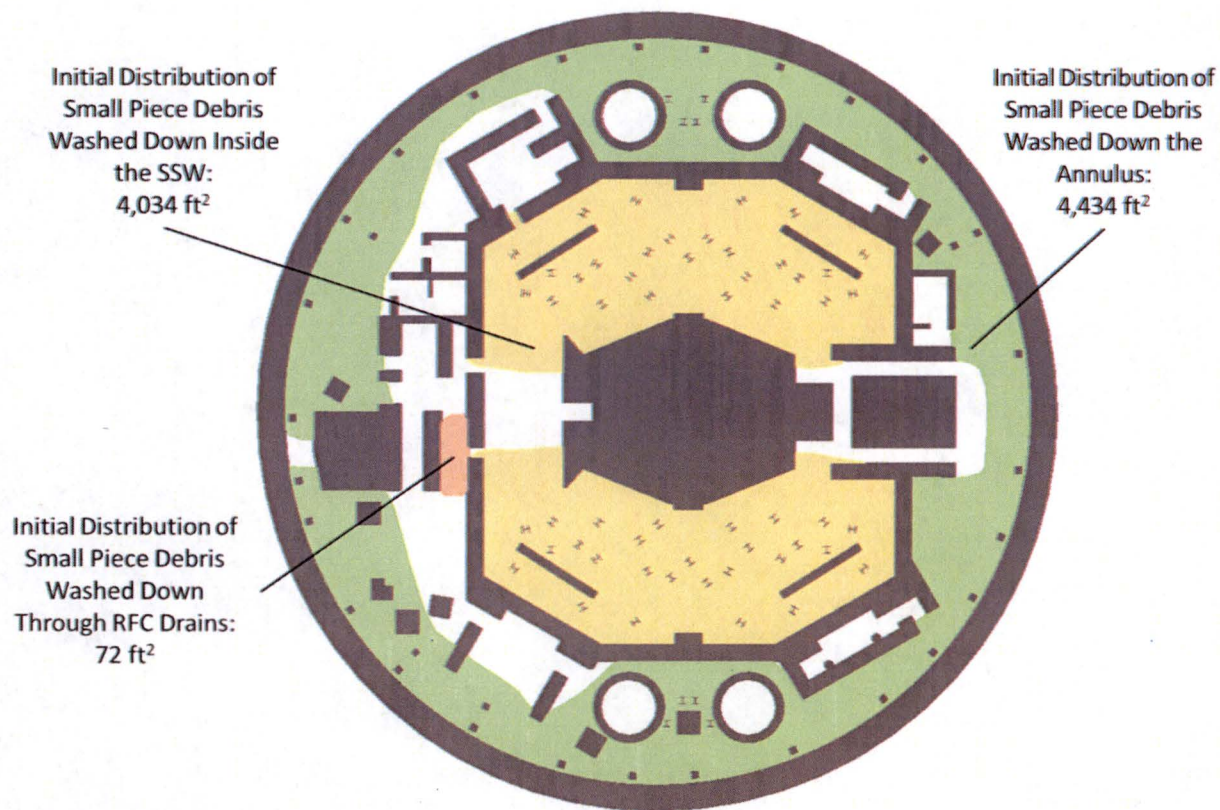 Initial Distribution of
Small Piece Debris
Washed Down Inside
the SSW:
4,034 ft²
Initial Distribution of
Small Piece Debris
Washed Down the
Annulus:
4,434 ft²
Initial Distribution of
Small Piece Debris
Washed Down
Through RFC Drains:
72 ft²